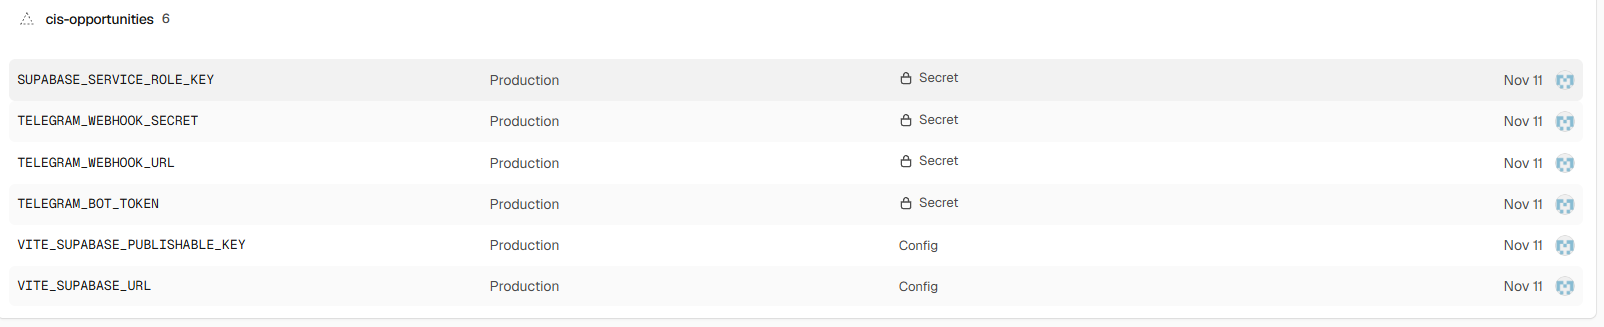 cis-opportunities 6
SUPABASE_SERVICE_ROLE_KEY Production Secret Nov 11
TELEGRAM_WEBHOOK_SECRET Production Secret Nov 11
TELEGRAM_WEBHOOK_URL Production Secret Nov 11
TELEGRAM_BOT_TOKEN Production Secret Nov 11
VITE_SUPABASE_PUBLISHABLE_KEY Production Config Nov 11
VITE_SUPABASE_URL Production Config Nov 11